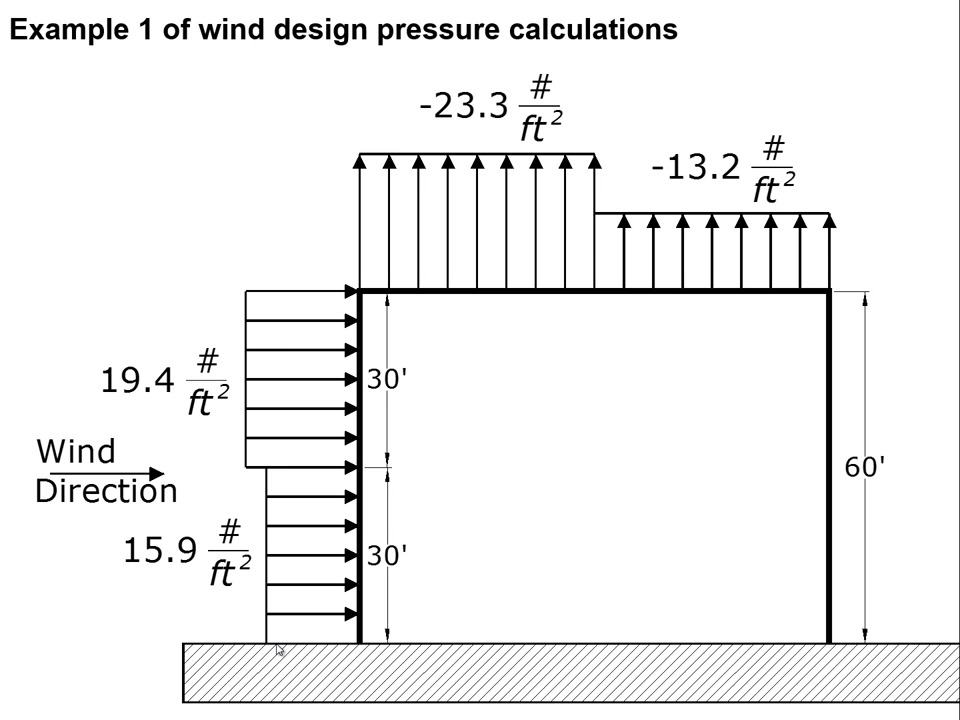 Example 1 of wind design pressure calculations
-23.3 #/ft²
-13.2 #/ft²
19.4 #/ft²
30'
Wind
Direction
60'
15.9 #/ft²
30'